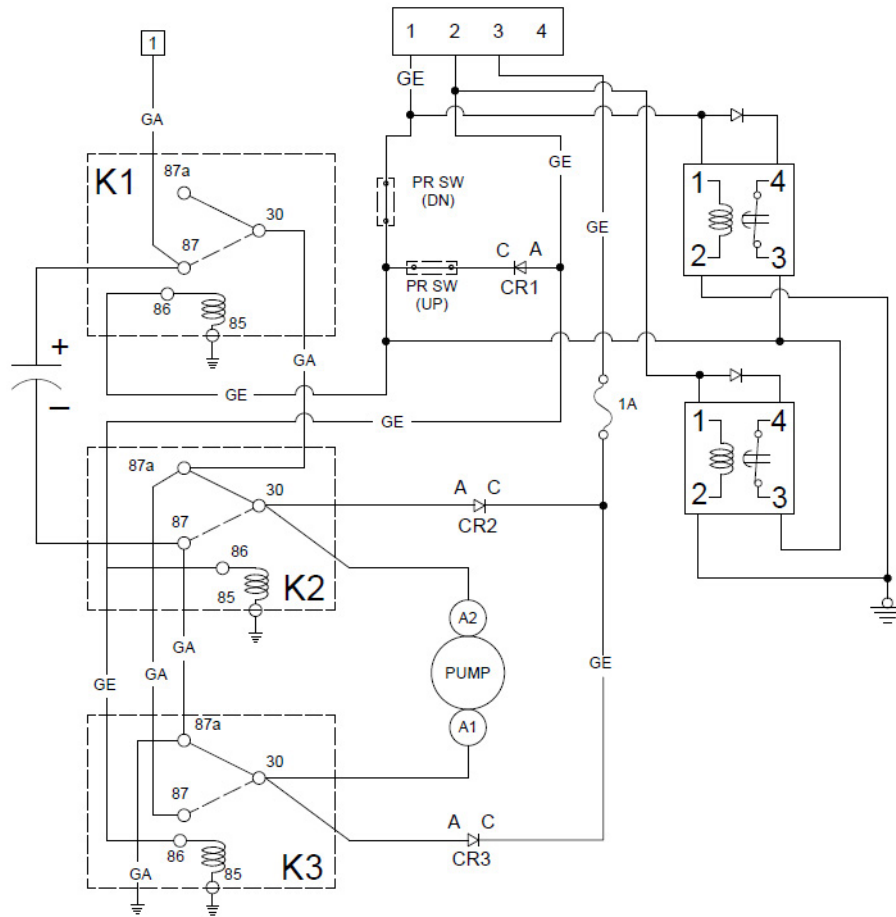 1 2 3 4
1
GE
GA
K1
87a
30
87
86
85
PR SW
(DN)
GE
GE
C A
CR1
PR SW
(UP)
1 4
2 3
+
–
GA
GE
1A
GE
1 4
2 3
87a
30
87
86
85
K2
A C
CR2
A2
PUMP
A1
GA
GA
GE
GE
87a
30
87
86
85
K3
GA
A C
CR3